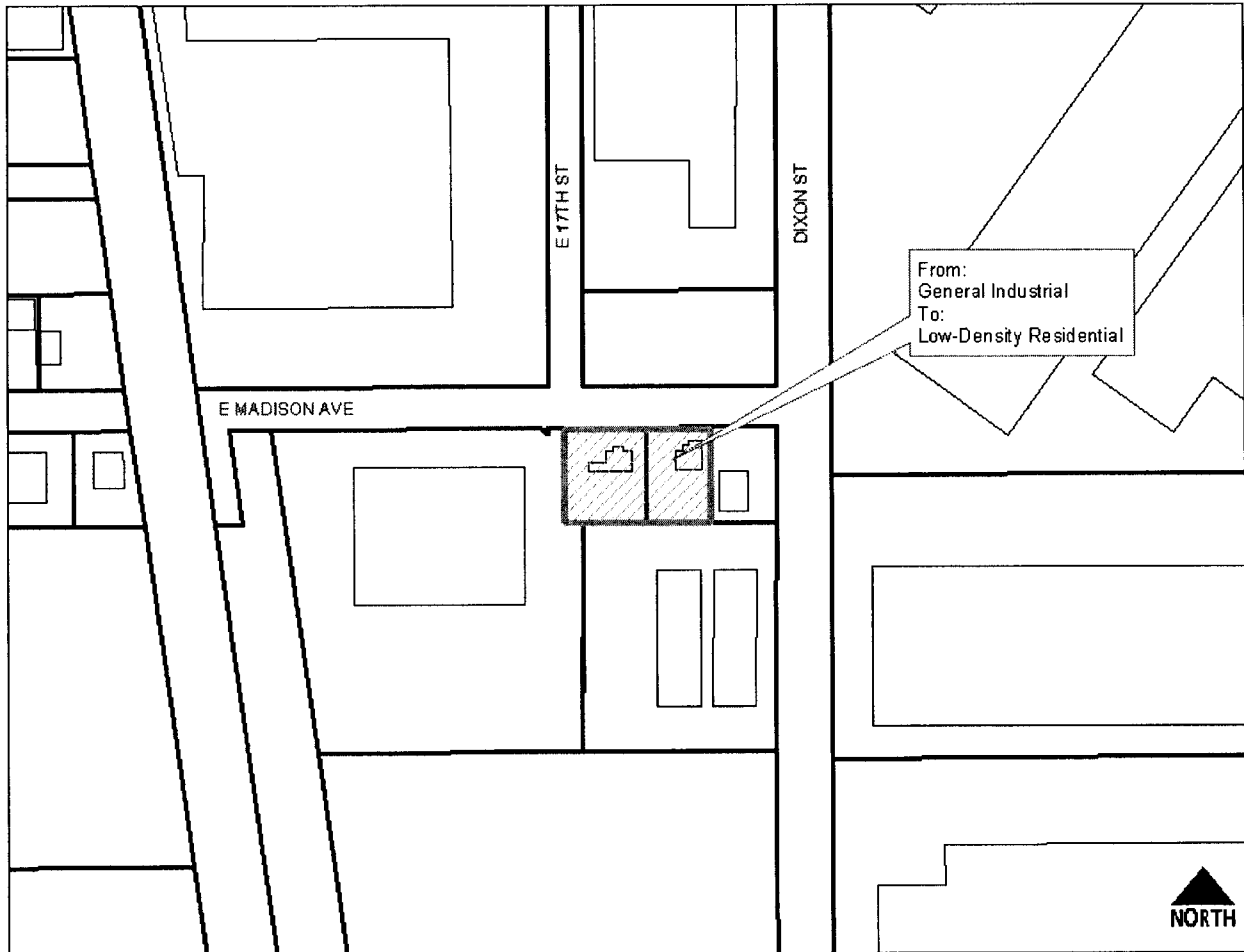 E 17TH ST
DIXON ST
From:
General Industrial
To:
Low-Density Residential
E MADISON AVE
NORTH